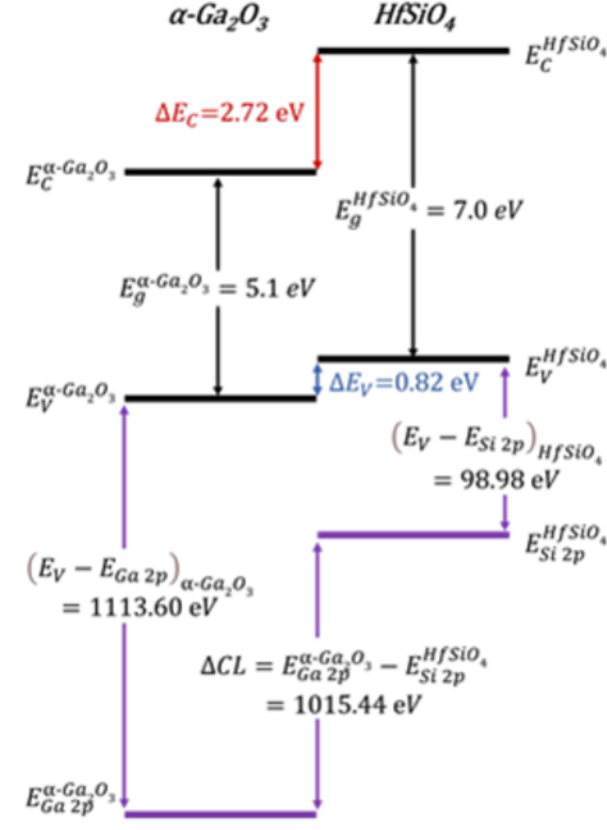 α-Ga₂O₃ HfSiO₄
E_C^HfSiO₄
ΔE_C=2.72 eV
E_C^α-Ga₂O₃
E_g^HfSiO₄ = 7.0 eV
E_g^α-Ga₂O₃ = 5.1 eV
E_V^HfSiO₄
ΔE_V=0.82 eV
E_V^α-Ga₂O₃
(E_V − E_Si 2p)_HfSiO₄
= 98.98 eV
E_Si 2p^HfSiO₄
(E_V − E_Ga 2p)_α-Ga₂O₃
= 1113.60 eV
ΔCL = E_Ga 2p^α-Ga₂O₃ − E_Si 2p^HfSiO₄
= 1015.44 eV
E_Ga 2p^α-Ga₂O₃